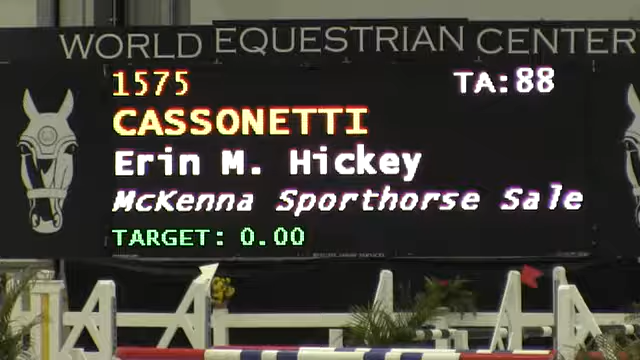 WORLD EQUESTRIAN CENTER
1575 TA:88
CASSONETTI
Erin M. Hickey
McKenna Sporthorse Sale
TARGET: 0.00